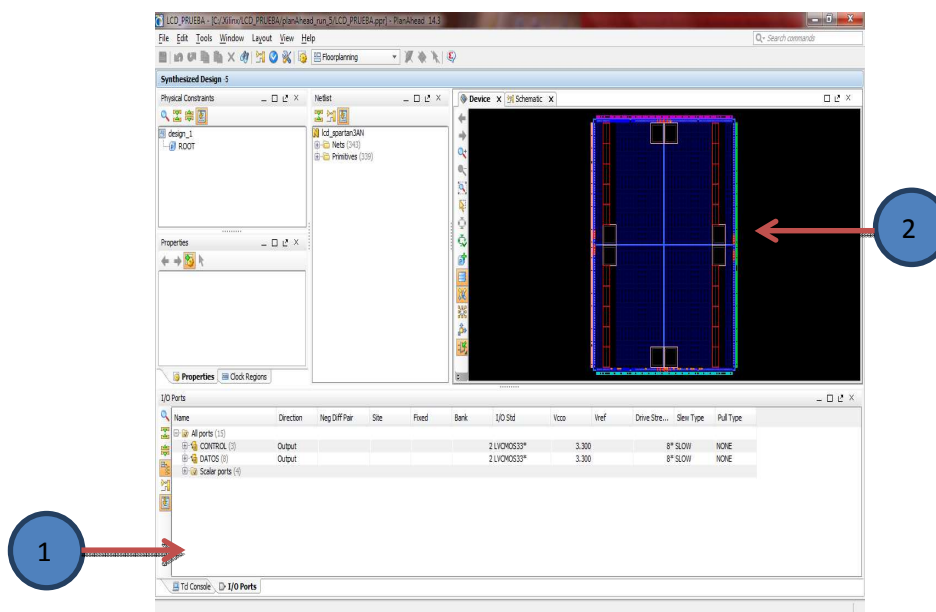 LCD_PRUEBA - [C:/Xilinx/LCD_PRUEBA/planAhead_run_5/LCD_PRUEBA.ppr] - PlanAhead 14.3
File Edit Tools Window Layout View Help
Search commands
Floorplanning
Synthesized Design -5
Physical Constraints
Netlist
Device
Schematic
design_1
ROOT
lcd_spartan3AN
Nets (343)
Primitives (339)
Properties
Properties
Clock Regions
2
I/O Ports
Name Direction Neg Diff Pair Site Fixed Bank I/O Std Vcco Vref Drive Stre... Slew Type Pull Type
All ports (15)
CONTROL (3) Output 2 LVCMOS33* 3.300 8* SLOW NONE
DATOS (8) Output 2 LVCMOS33* 3.300 8* SLOW NONE
Scalar ports (4)
1
Tcl Console
I/O Ports